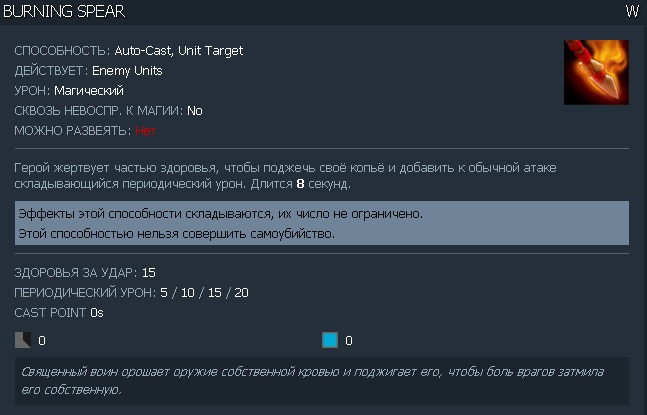 BURNING SPEAR W
СПОСОБНОСТЬ: Auto-Cast, Unit Target
ДЕЙСТВУЕТ: Enemy Units
УРОН: Магический
СКВОЗЬ НЕВОСПР. К МАГИИ: No
МОЖНО РАЗВЕЯТЬ: Нет
Герой жертвует частью здоровья, чтобы поджечь своё копьё и добавить к обычной атаке
складывающийся периодический урон. Длится 8 секунд.
Эффекты этой способности складываются, их число не ограничено.
Этой способностью нельзя совершить самоубийство.
ЗДОРОВЬЯ ЗА УДАР: 15
ПЕРИОДИЧЕСКИЙ УРОН: 5 / 10 / 15 / 20
CAST POINT 0s
0 0
Священный воин орошает оружие собственной кровью и поджигает его, чтобы боль врагов затмила
его собственную.